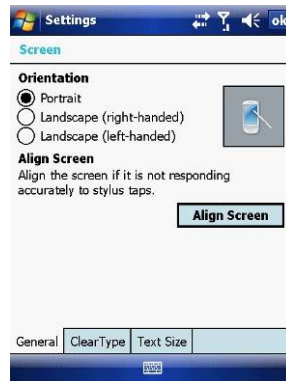 Settings
ok
Screen
Orientation
Portrait
Landscape (right-handed)
Landscape (left-handed)
Align Screen
Align the screen if it is not responding
accurately to stylus taps.
Align Screen
General ClearType Text Size